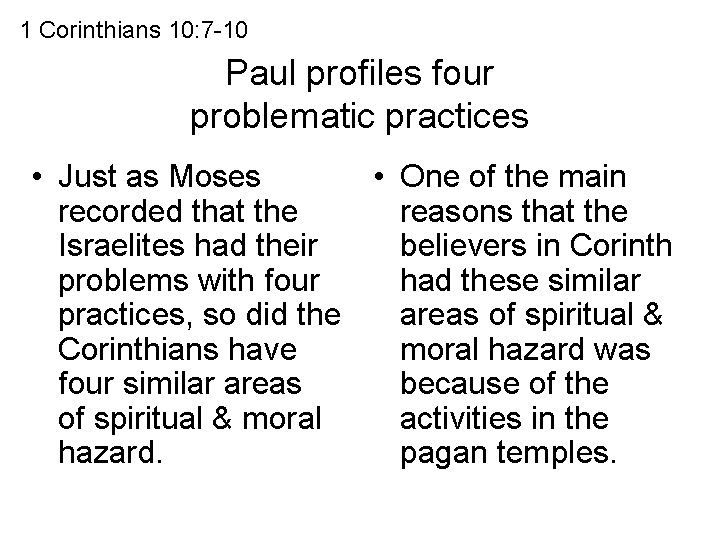 1 Corinthians 10:7-10
Paul profiles four
problematic practices
• Just as Moses
recorded that the
Israelites had their
problems with four
practices, so did the
Corinthians have
four similar areas
of spiritual & moral
hazard.
• One of the main
reasons that the
believers in Corinth
had these similar
areas of spiritual &
moral hazard was
because of the
activities in the
pagan temples.